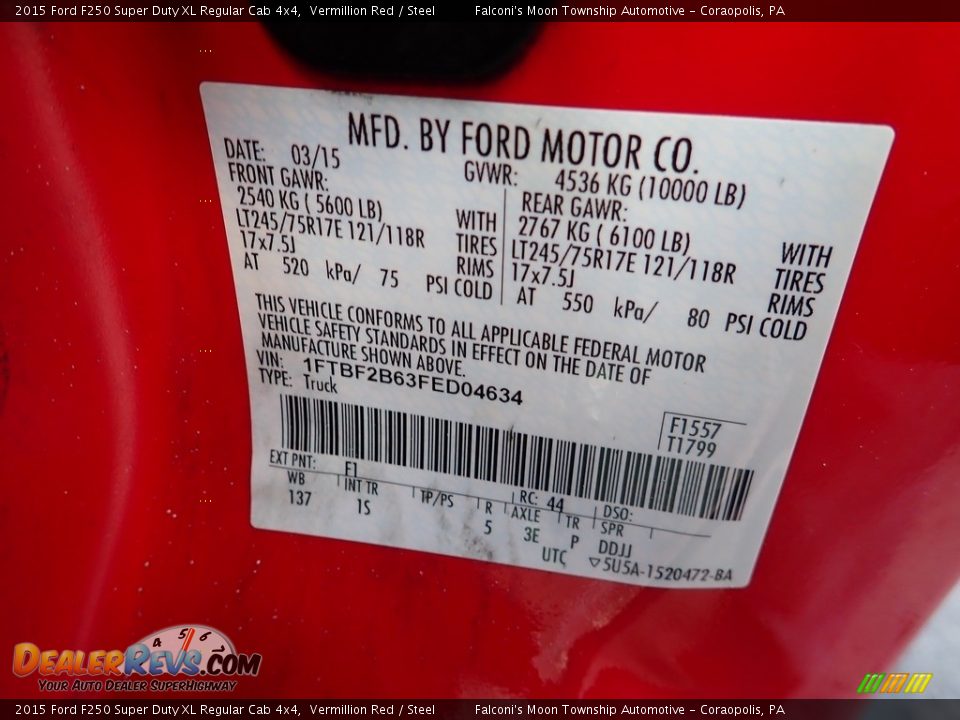 2015 Ford F250 Super Duty XL Regular Cab 4x4,  Vermillion Red / Steel        Falconi's Moon Township Automotive - Coraopolis, PA
MFD. BY FORD MOTOR CO.
DATE: 03/15 GVWR: 4536 KG (10000 LB)
FRONT GAWR: REAR GAWR:
2540 KG ( 5600 LB) WITH 2767 KG ( 6100 LB) WITH
LT245/75R17E 121/118R TIRES LT245/75R17E 121/118R TIRES
17x7.5J RIMS 17x7.5J RIMS
AT 520 kPa/ 75 PSI COLD AT 550 kPa/ 80 PSI COLD
THIS VEHICLE CONFORMS TO ALL APPLICABLE FEDERAL MOTOR
VEHICLE SAFETY STANDARDS IN EFFECT ON THE DATE OF
MANUFACTURE SHOWN ABOVE.
VIN: 1FTBF2B63FED04634
TYPE: Truck
F1557
T1799
EXT PNT: F1 RC: 44 DSO:
WB INT TR TP/PS R AXLE TR SPR
137 1S 5 3E P DDJJ
UTC ▽5U5A-1520472-BA
4 5 6
DEALERREVS.COM
YOUR AUTO DEALER SUPERHIGHWAY
2015 Ford F250 Super Duty XL Regular Cab 4x4,  Vermillion Red / Steel        Falconi's Moon Township Automotive - Coraopolis, PA